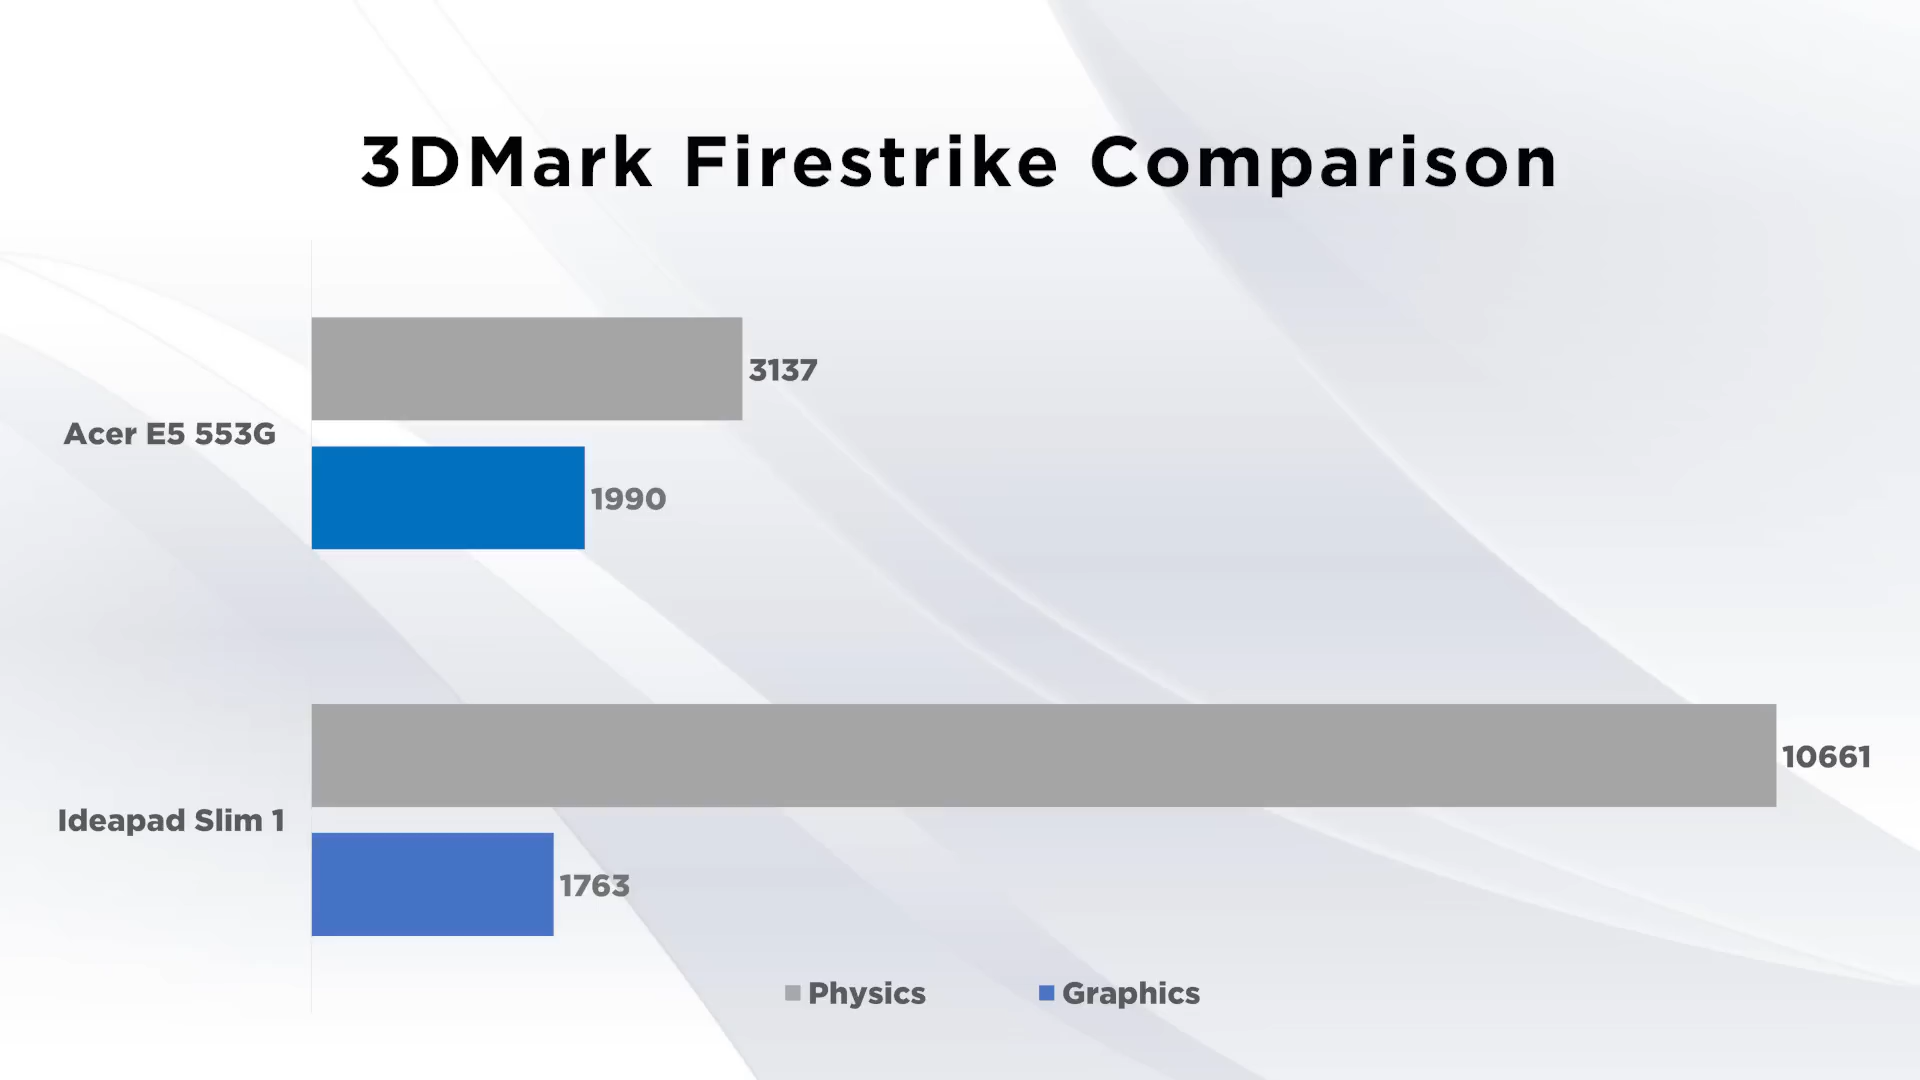 3DMark Firestrike Comparison
3137
Acer E5 553G
1990
10661
Ideapad Slim 1
1763
Physics
Graphics